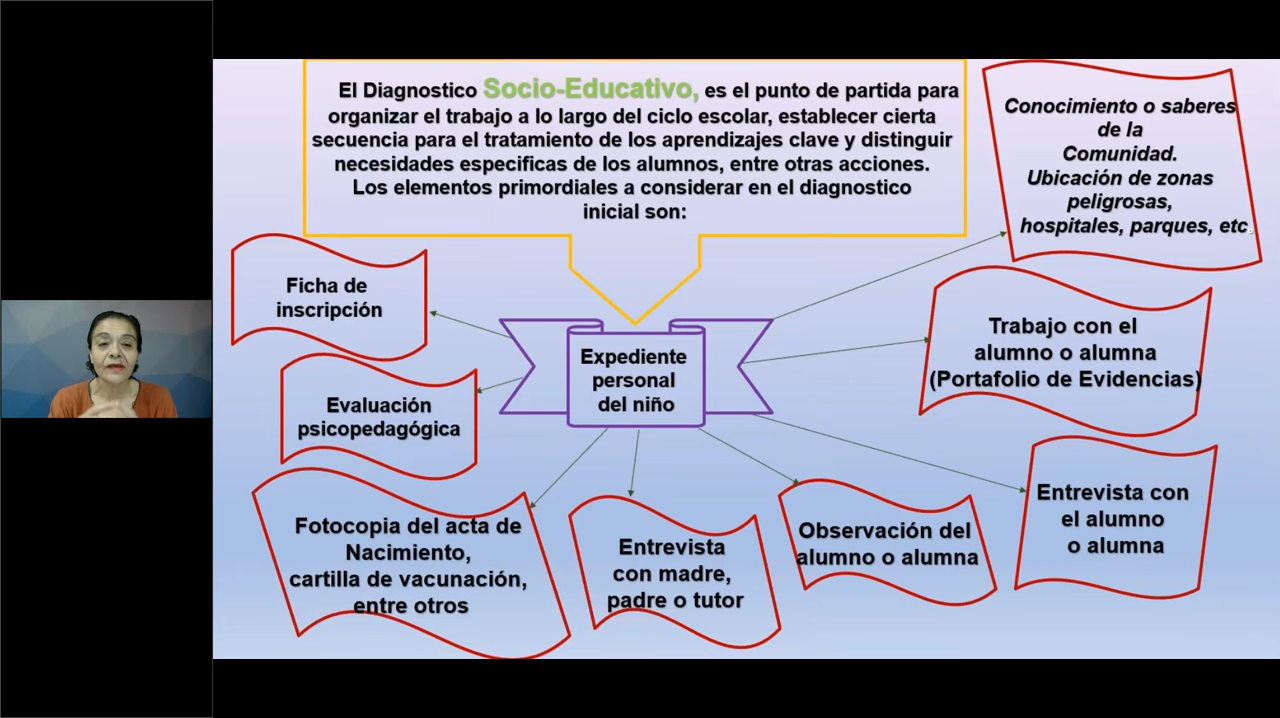 El Diagnostico Socio-Educativo, es el punto de partida para
organizar el trabajo a lo largo del ciclo escolar, establecer cierta
secuencia para el tratamiento de los aprendizajes clave y distinguir
necesidades especificas de los alumnos, entre otras acciones.
Los elementos primordiales a considerar en el diagnostico
inicial son:
Conocimiento o saberes
de la
Comunidad.
Ubicación de zonas
peligrosas,
hospitales, parques, etc.
Ficha de
inscripción
Expediente
personal
del niño
Trabajo con el
alumno o alumna
(Portafolio de Evidencias)
Evaluación
psicopedagógica
Fotocopia del acta de
Nacimiento,
cartilla de vacunación,
entre otros
Entrevista
con madre,
padre o tutor
Observación del
alumno o alumna
Entrevista con
el alumno
o alumna